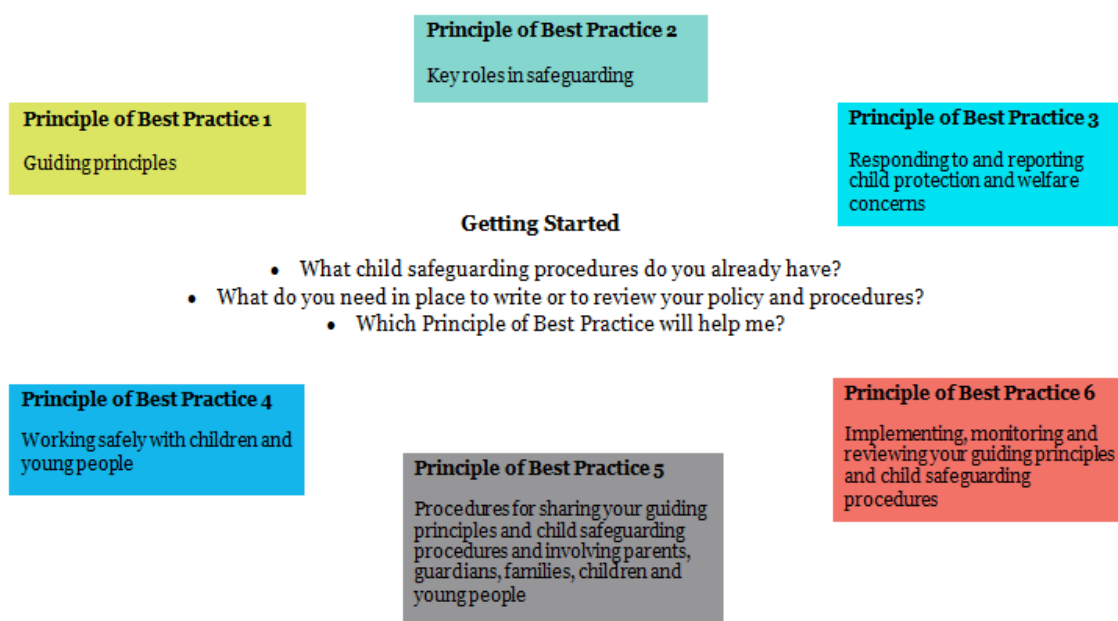 Principle of Best Practice 1
Guiding principles
Principle of Best Practice 2
Key roles in safeguarding
Principle of Best Practice 3
Responding to and reporting
child protection and welfare
concerns
Getting Started
• What child safeguarding procedures do you already have?
• What do you need in place to write or to review your policy and procedures?
• Which Principle of Best Practice will help me?
Principle of Best Practice 4
Working safely with children and
young people
Principle of Best Practice 5
Procedures for sharing your guiding
principles and child safeguarding
procedures and involving parents,
guardians, families, children and
young people
Principle of Best Practice 6
Implementing, monitoring and
reviewing your guiding principles
and child safeguarding
procedures